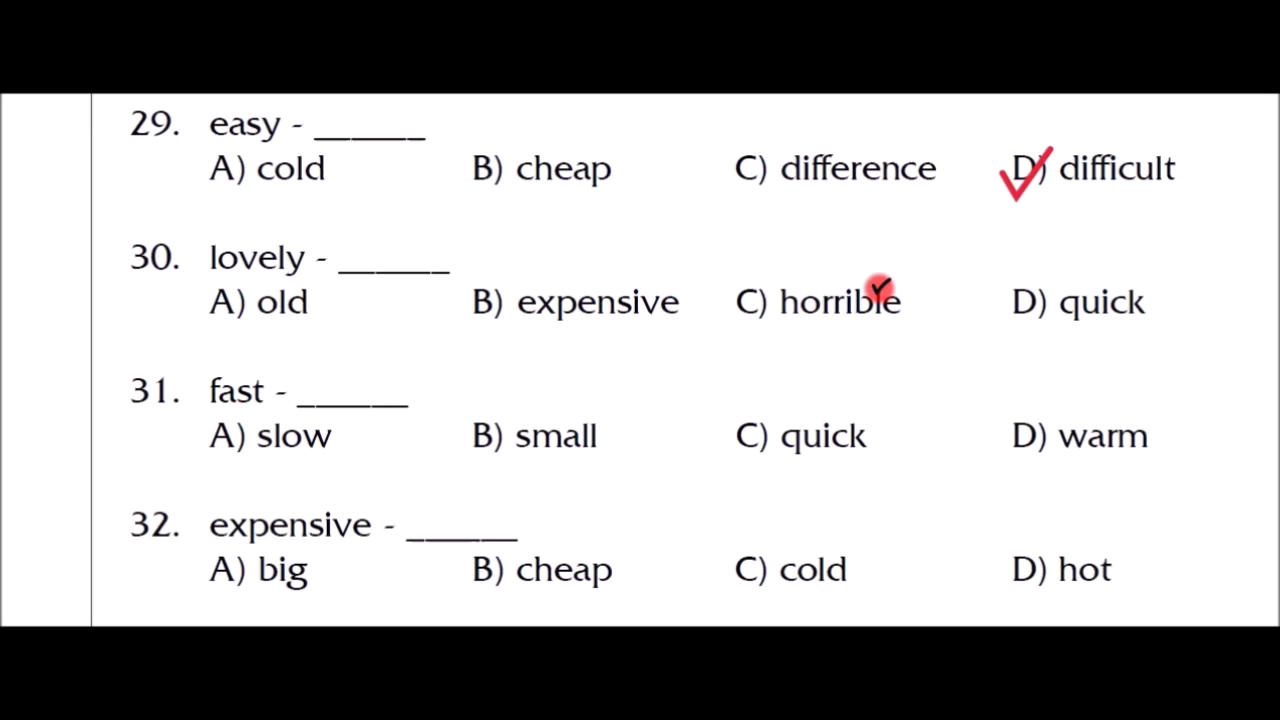 29. easy - ______
A) cold B) cheap C) difference D) difficult
30. lovely - ______
A) old B) expensive C) horrible D) quick
31. fast - ______
A) slow B) small C) quick D) warm
32. expensive - ______
A) big B) cheap C) cold D) hot